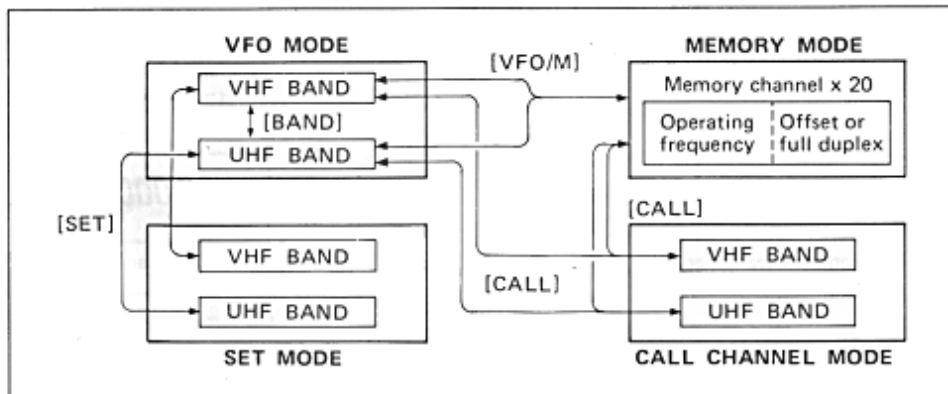 VFO MODE
VHF BAND
[BAND]
UHF BAND
[VFO/M]
MEMORY MODE
Memory channel x 20
Operating
frequency
Offset or
full duplex
[SET]
VHF BAND
UHF BAND
SET MODE
[CALL]
[CALL]
VHF BAND
UHF BAND
CALL CHANNEL MODE